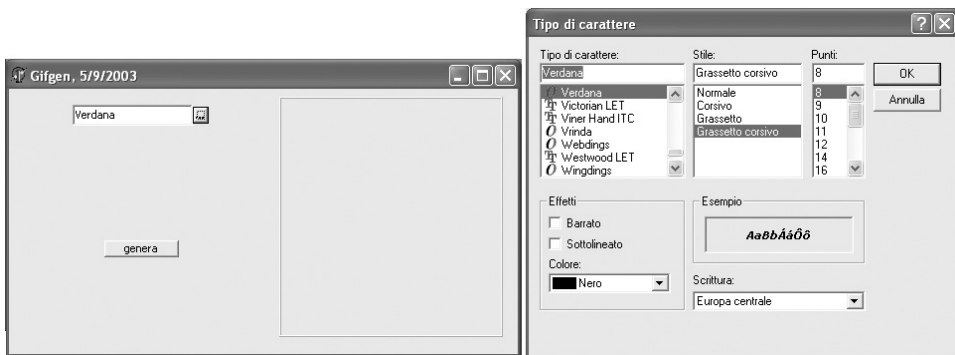 Gifgen, 5/9/2003
Verdana
genera
Tipo di carattere
Tipo di carattere:
Verdana
Verdana
Victorian LET
Viner Hand ITC
Vrinda
Webdings
Westwood LET
Wingdings
Stile:
Grassetto corsivo
Normale
Corsivo
Grassetto
Grassetto corsivo
Punti:
8
8
9
10
11
12
14
16
OK
Annulla
Effetti
Barrato
Sottolineato
Colore:
Nero
Esempio
AaBbÁáÔô
Scrittura:
Europa centrale